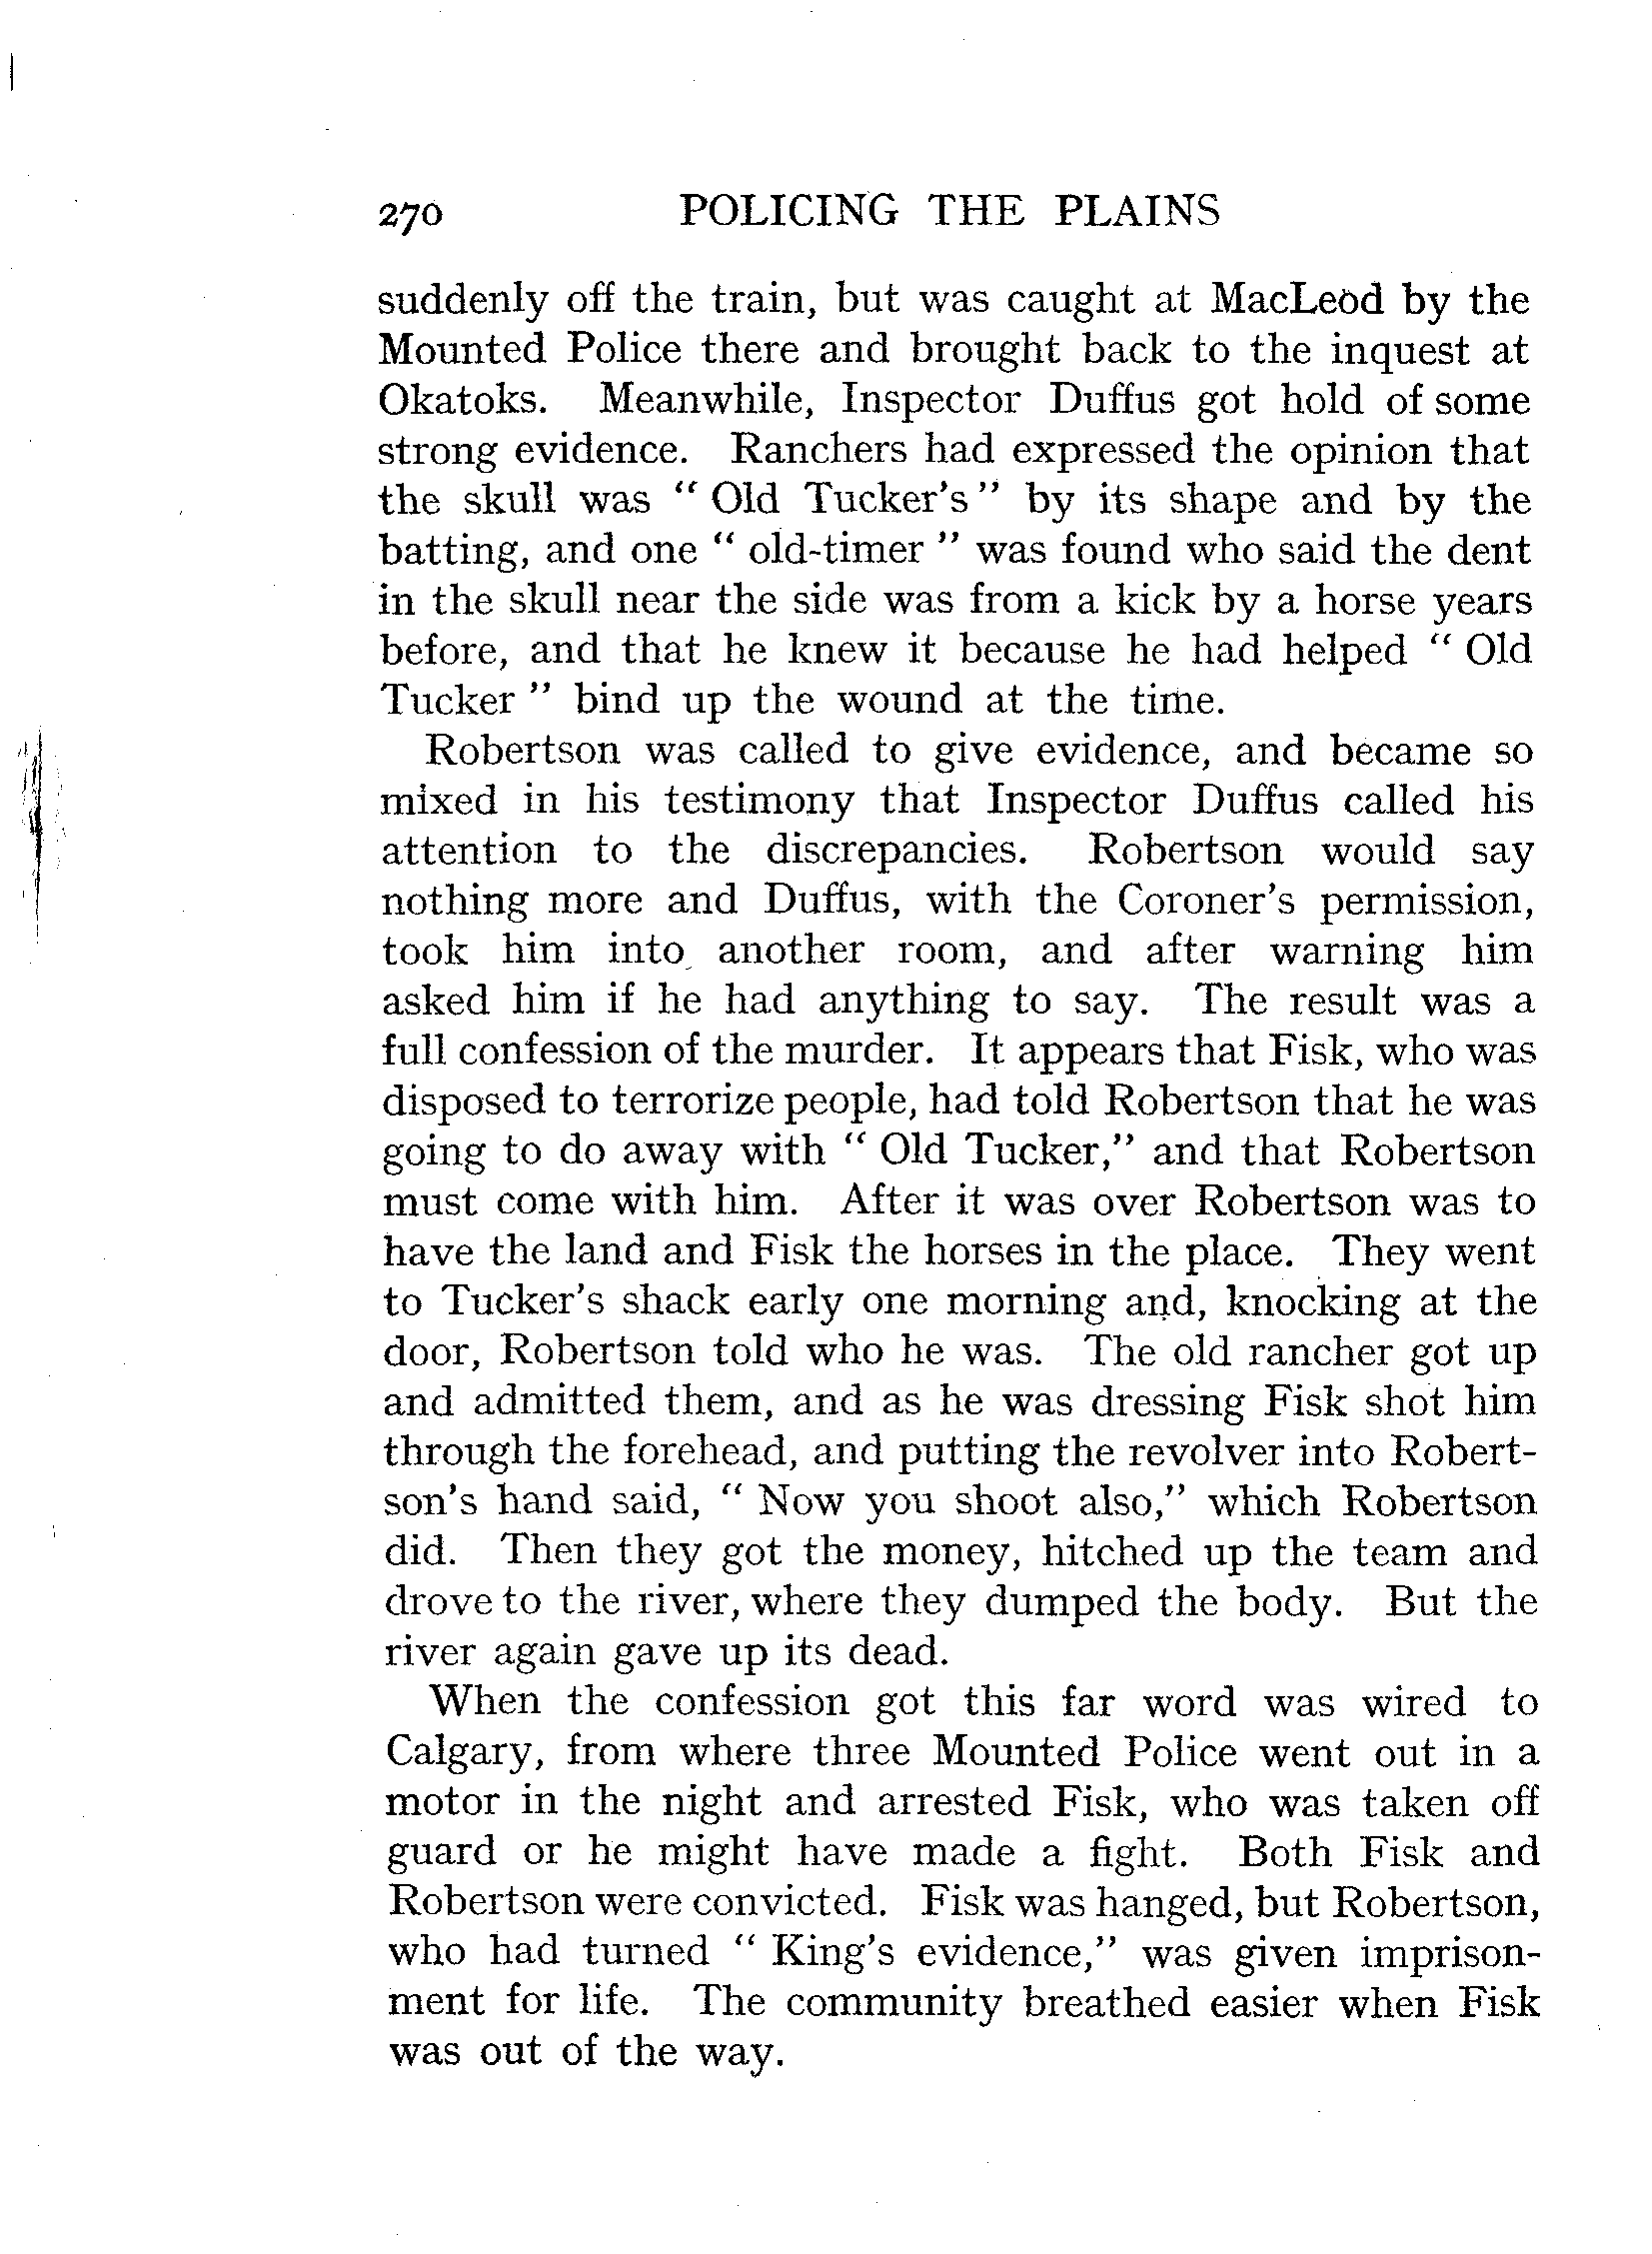 270 POLICING THE PLAINS
suddenly off the train, but was caught at MacLeod by the
Mounted Police there and brought back to the inquest at
Okatoks. Meanwhile, Inspector Duffus got hold of some
strong evidence. Ranchers had expressed the opinion that
the skull was “ Old Tucker’s ” by its shape and by the
batting, and one “ old-timer ” was found who said the dent
in the skull near the side was from a kick by a horse years
before, and that he knew it because he had helped “ Old
Tucker ” bind up the wound at the time.
Robertson was called to give evidence, and became so
mixed in his testimony that Inspector Duffus called his
attention to the discrepancies. Robertson would say
nothing more and Duffus, with the Coroner’s permission,
took him into another room, and after warning him
asked him if he had anything to say. The result was a
full confession of the murder. It appears that Fisk, who was
disposed to terrorize people, had told Robertson that he was
going to do away with “ Old Tucker,” and that Robertson
must come with him. After it was over Robertson was to
have the land and Fisk the horses in the place. They went
to Tucker’s shack early one morning and, knocking at the
door, Robertson told who he was. The old rancher got up
and admitted them, and as he was dressing Fisk shot him
through the forehead, and putting the revolver into Robert-
son’s hand said, “ Now you shoot also,” which Robertson
did. Then they got the money, hitched up the team and
drove to the river, where they dumped the body. But the
river again gave up its dead.
When the confession got this far word was wired to
Calgary, from where three Mounted Police went out in a
motor in the night and arrested Fisk, who was taken off
guard or he might have made a fight. Both Fisk and
Robertson were convicted. Fisk was hanged, but Robertson,
who had turned “ King’s evidence,” was given imprison-
ment for life. The community breathed easier when Fisk
was out of the way.